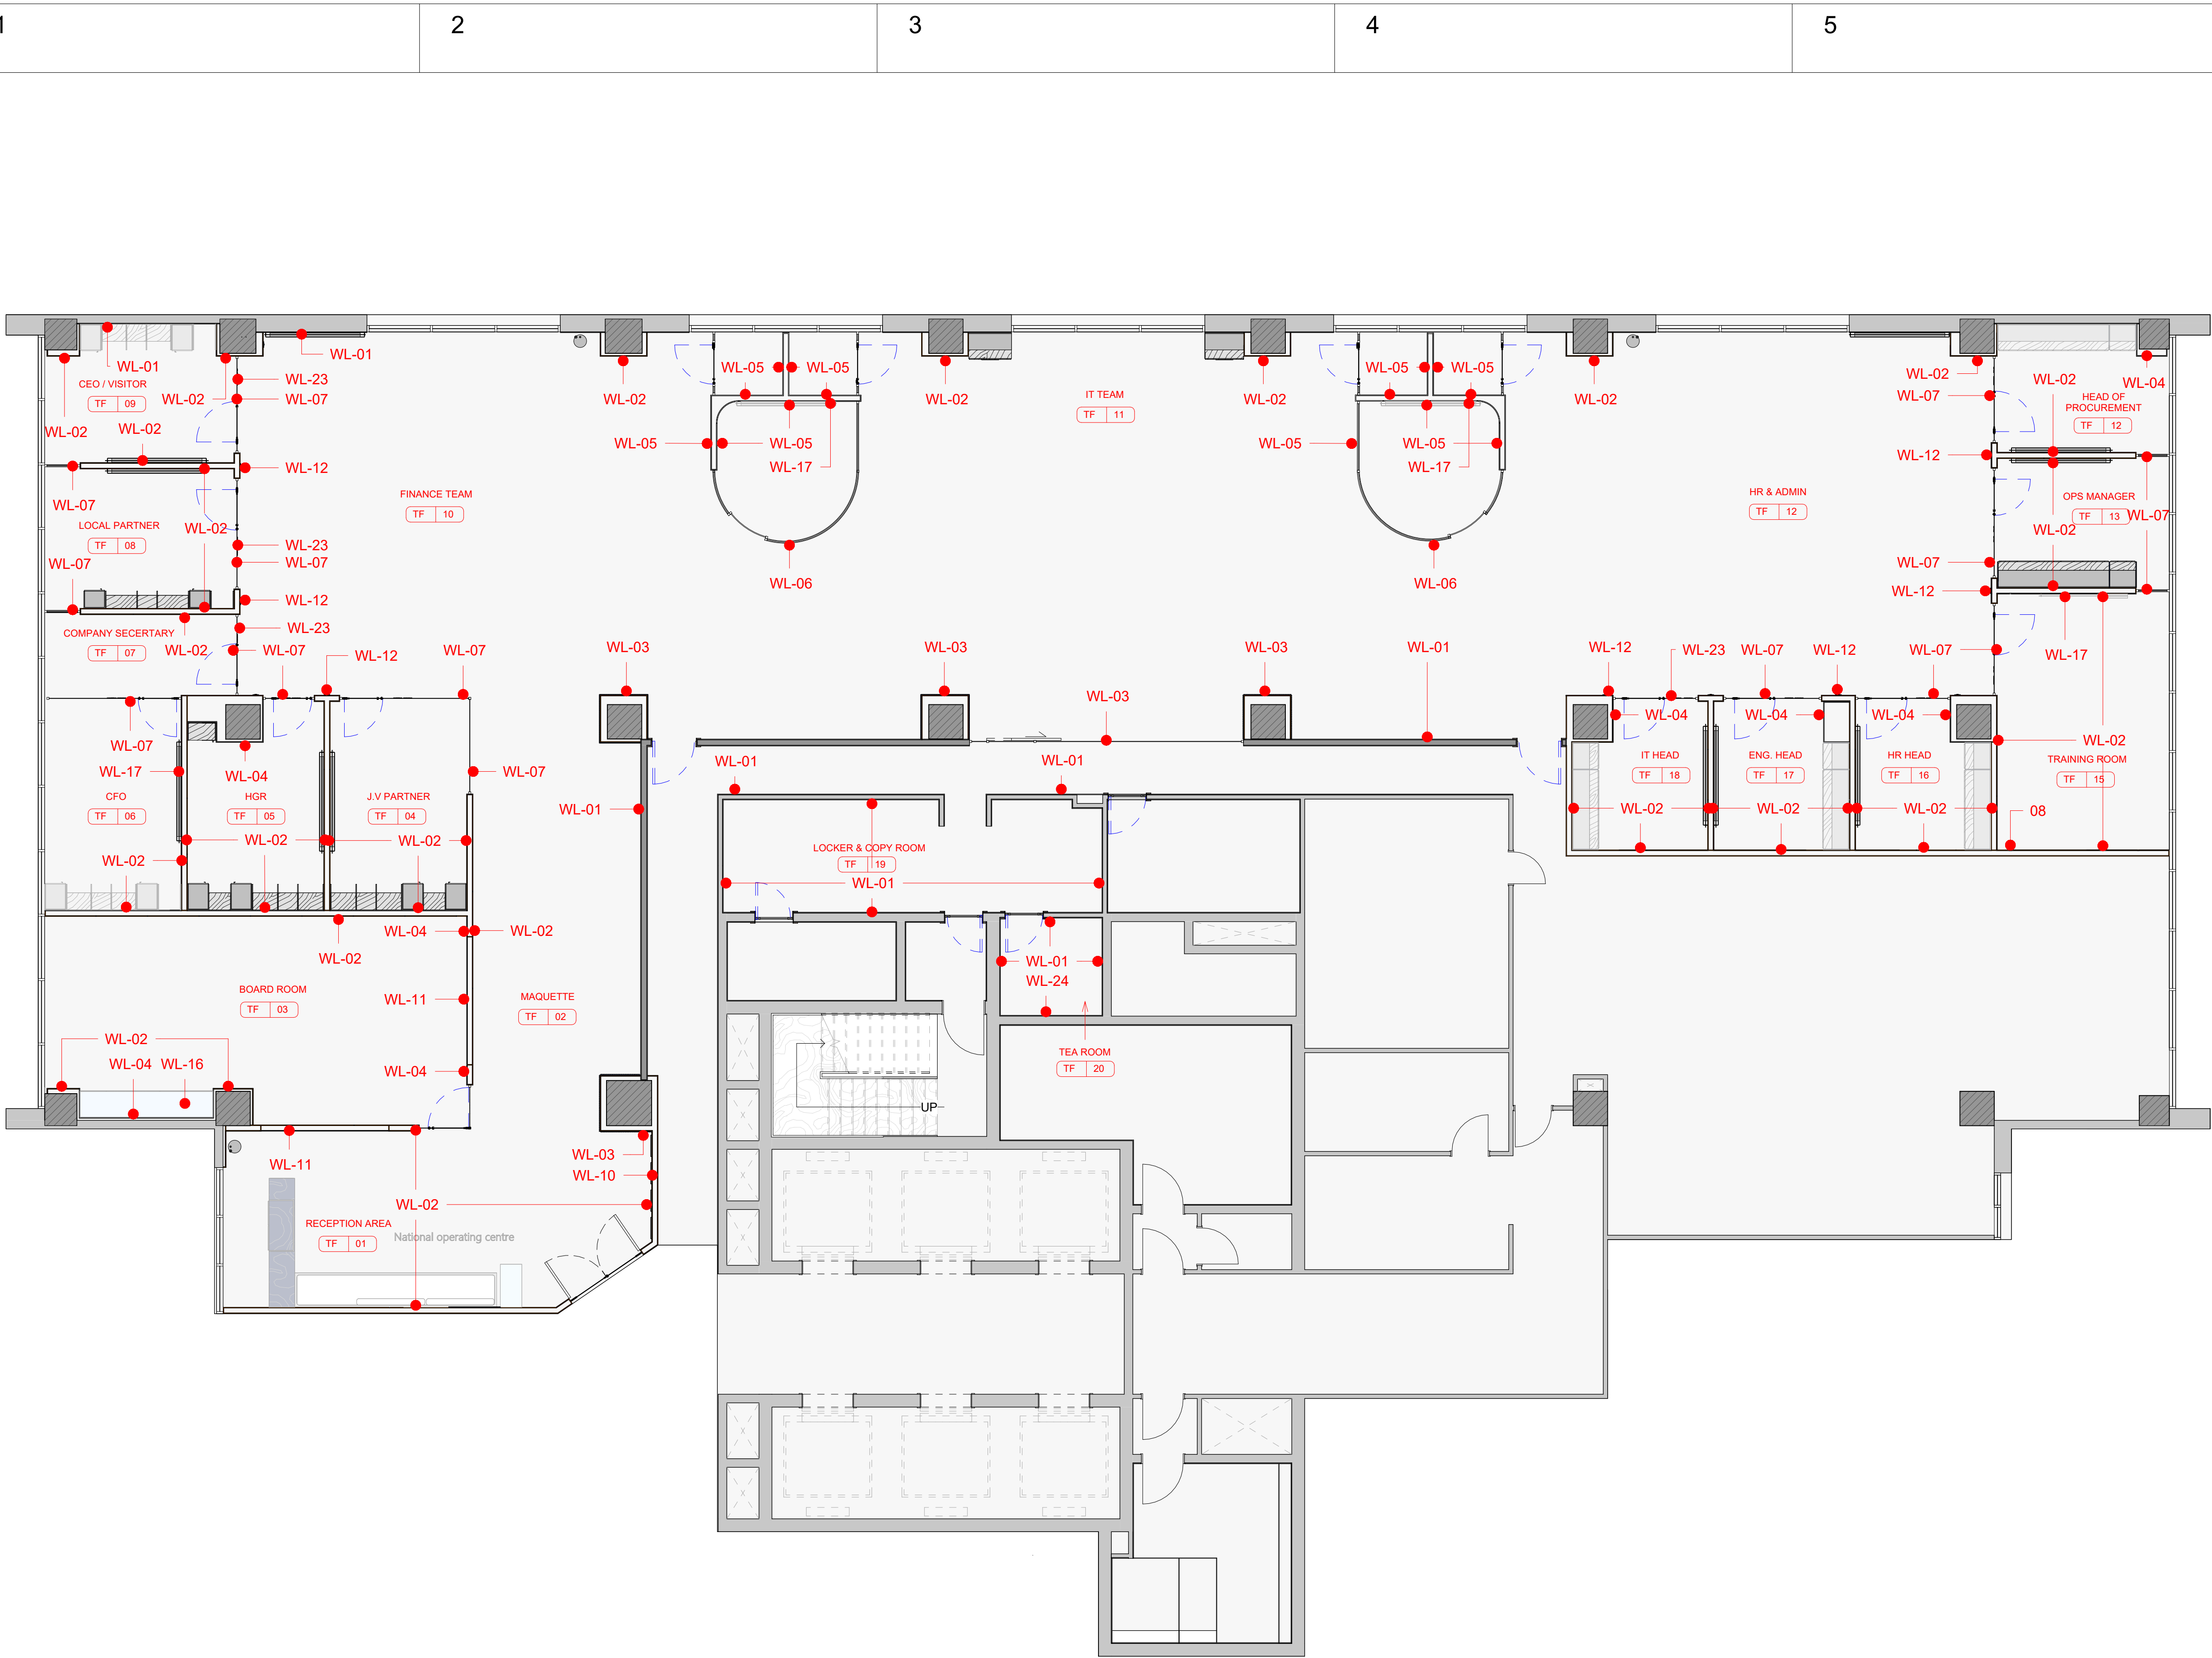 1
2
3
4
5
WL-01
CEO / VISITOR
TF 09
WL-02
WL-02
WL-02
WL-01
WL-23
WL-07
WL-12
WL-07
LOCAL PARTNER
TF 08
WL-02
WL-07
WL-23
WL-07
WL-12
COMPANY SECERTARY
TF 07
WL-02
WL-23
WL-07
WL-12
WL-07
FINANCE TEAM
TF 10
WL-02
WL-05
WL-05
WL-05
WL-05
WL-17
WL-06
WL-02
IT TEAM
TF 11
WL-02
WL-05
WL-05
WL-05
WL-05
WL-17
WL-06
WL-02
HR & ADMIN
TF 12
WL-02
WL-07
WL-12
WL-07
WL-12
WL-02
WL-04
HEAD OF
PROCUREMENT
TF 12
OPS MANAGER
TF 13
WL-07
WL-02
WL-17
WL-03
WL-03
WL-03
WL-03
WL-01
WL-12
WL-23
WL-07
WL-12
WL-07
WL-04
WL-04
WL-04
WL-02
IT HEAD
TF 18
ENG. HEAD
TF 17
HR HEAD
TF 16
TRAINING ROOM
TF 15
WL-02
WL-02
WL-02
08
WL-07
WL-17
CFO
TF 06
WL-02
WL-04
HGR
TF 05
WL-02
J.V PARTNER
TF 04
WL-02
WL-07
WL-01
WL-01
WL-01
LOCKER & COPY ROOM
TF 19
WL-01
WL-02
WL-04
WL-02
BOARD ROOM
TF 03
WL-11
MAQUETTE
TF 02
WL-01
WL-24
TEA ROOM
TF 20
WL-02
WL-04
WL-16
WL-04
UP
WL-11
WL-03
WL-10
WL-02
RECEPTION AREA
TF 01
National operating centre